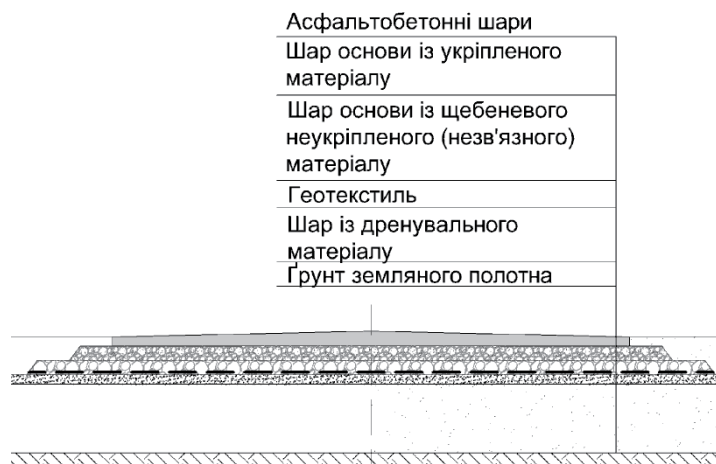 Асфальтобетонні шари
Шар основи із укріпленого
матеріалу
Шар основи із щебеневого
неукріпленого (незв'язного)
матеріалу
Геотекстиль
Шар із дренувального
матеріалу
Ґрунт земляного полотна